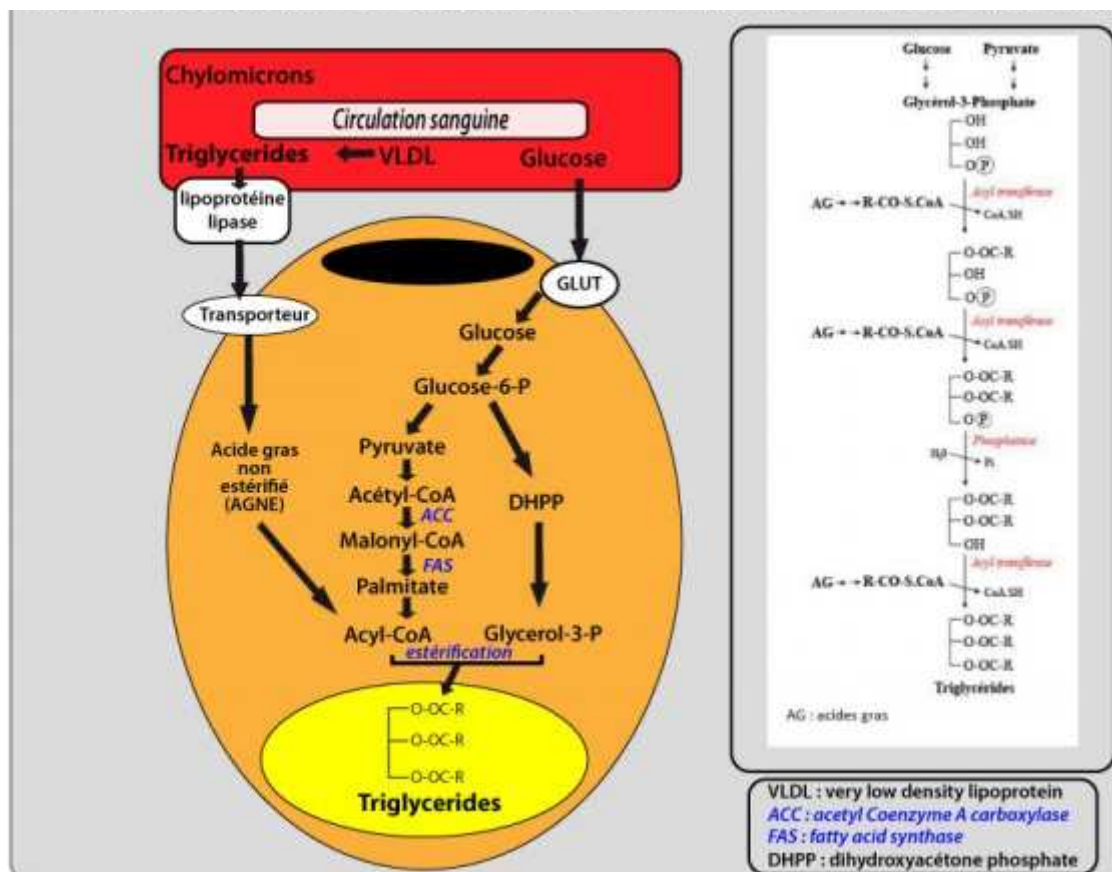 Chylomicrons
Circulation sanguine
Triglycerides
VLDL
Glucose
lipoprotéine
lipase
GLUT
Transporteur
Glucose
Glucose-6-P
Acide gras
non
estérifié
(AGNE)
Pyruvate
Acétyl-CoA
ACC
DHPP
Malonyl-CoA
FAS
Palmitate
Acyl-CoA
Glycerol-3-P
estérification
O-OC-R
O-OC-R
O-OC-R
Triglycerides
Glucose Pyruvate
Glycérol-3-Phosphate
OH
OH
O P
Acyl transférase
AG R-CO-S.CoA
CoA.SH
O-OC-R
OH
O P
Acyl transférase
AG R-CO-S.CoA
CoA.SH
O-OC-R
O-OC-R
O P
Phosphatase
H₂O
Pi
O-OC-R
O-OC-R
OH
Acyl transférase
AG R-CO-S.CoA
CoA.SH
O-OC-R
O-OC-R
O-OC-R
Triglycérides
AG : acides gras
VLDL : very low density lipoprotein
ACC : acetyl Coenzyme A carboxylase
FAS : fatty acid synthase
DHPP : dihydroxyacétone phosphate